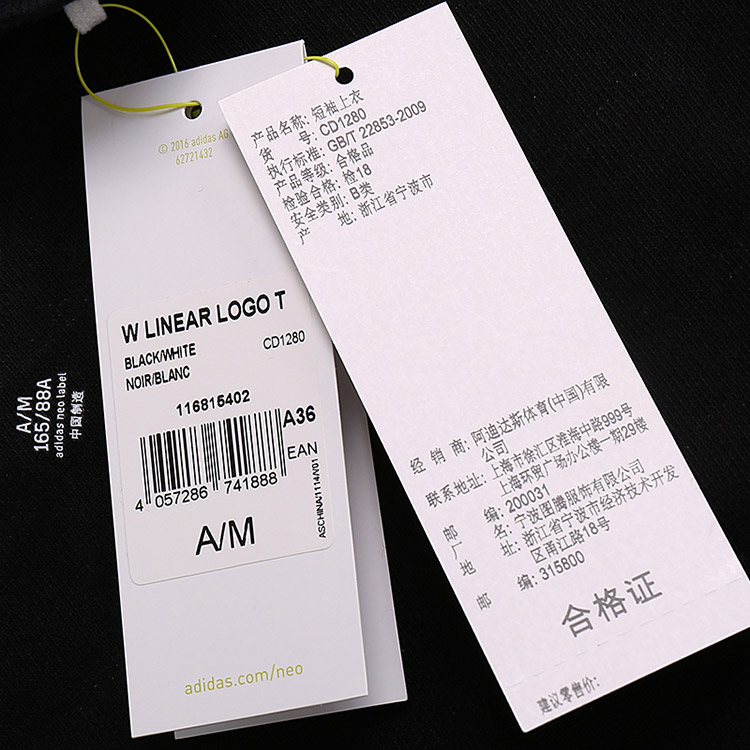 A/M
165/88A
adidas neo label
中国制造
© 2016 adidas AG
62721432
W LINEAR LOGO T
BLACK/WHITE CD1280
NOIR/BLANC
116815402
A36
EAN
4 057286 741888
ASCHINA/1114/V01
A/M
adidas.com/neo
产品名称: 短袖上衣
货 号: CD1280
执行标准: GB/T 22853-2009
产品等级: 合格品
检验合格: 检18
安全类别: B类
产 地: 浙江省宁波市
经 销 商: 阿迪达斯体育(中国)有限
公司
联系地址: 上海市徐汇区淮海中路999号
上海环贸广场办公楼一期29楼
邮 编: 200031
厂 名: 宁波图腾服饰有限公司
地 址: 浙江省宁波市经济技术开发
区甬江路18号
邮 编: 315800
合格证
建议零售价: